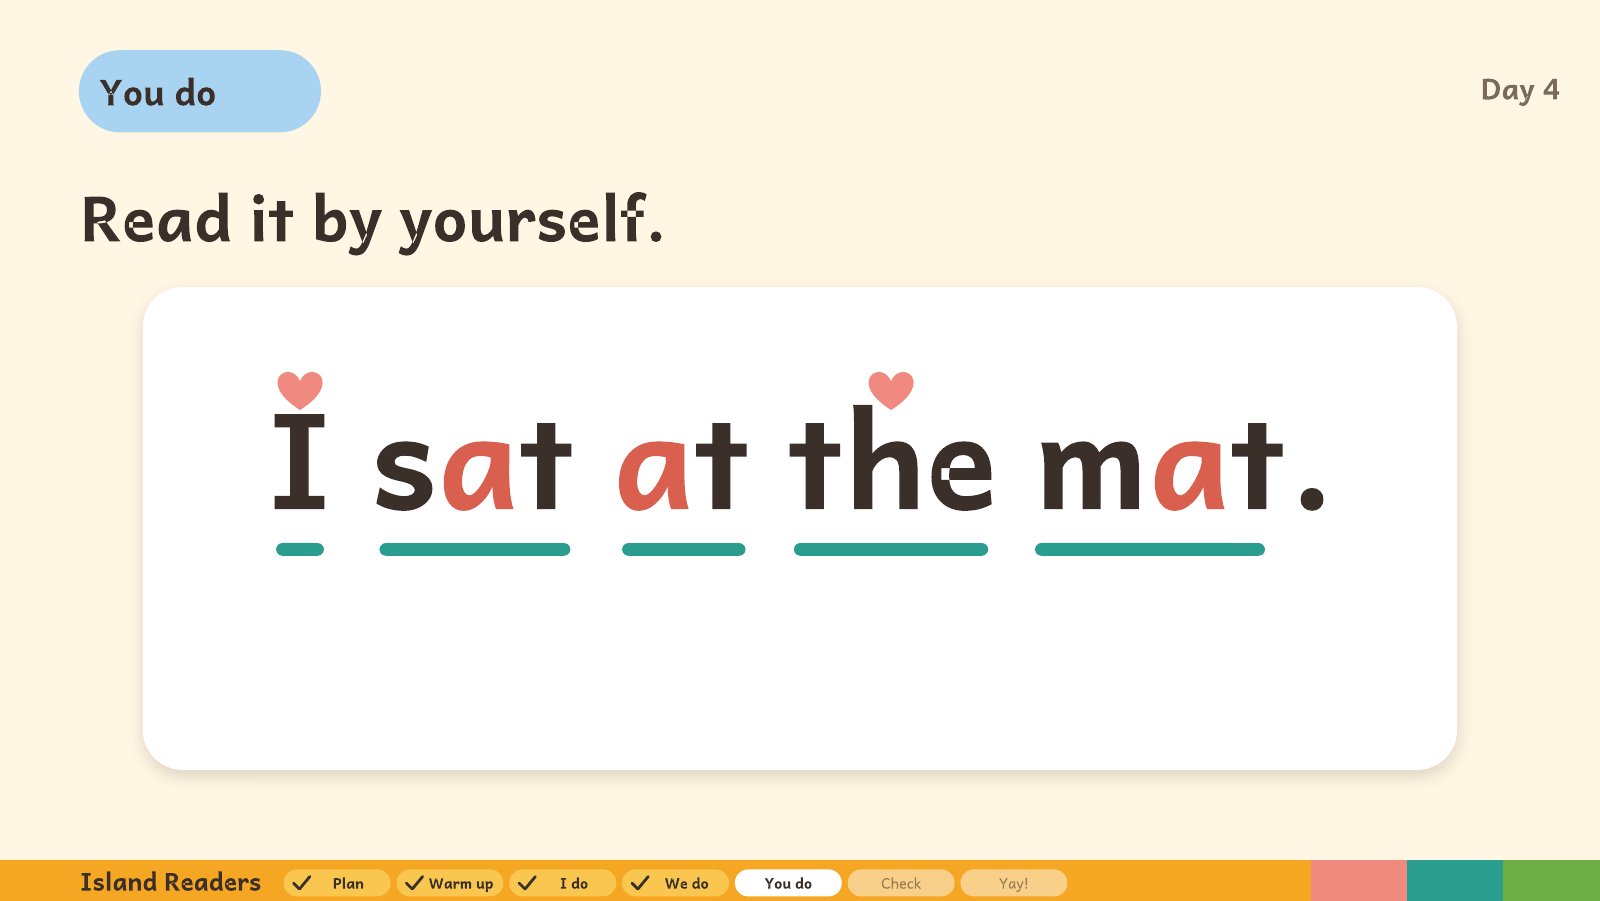 You do
Day 4
Read it by yourself.
I sat at the mat.
Island Readers
Plan
Warm up
I do
We do
You do
Check
Yay!